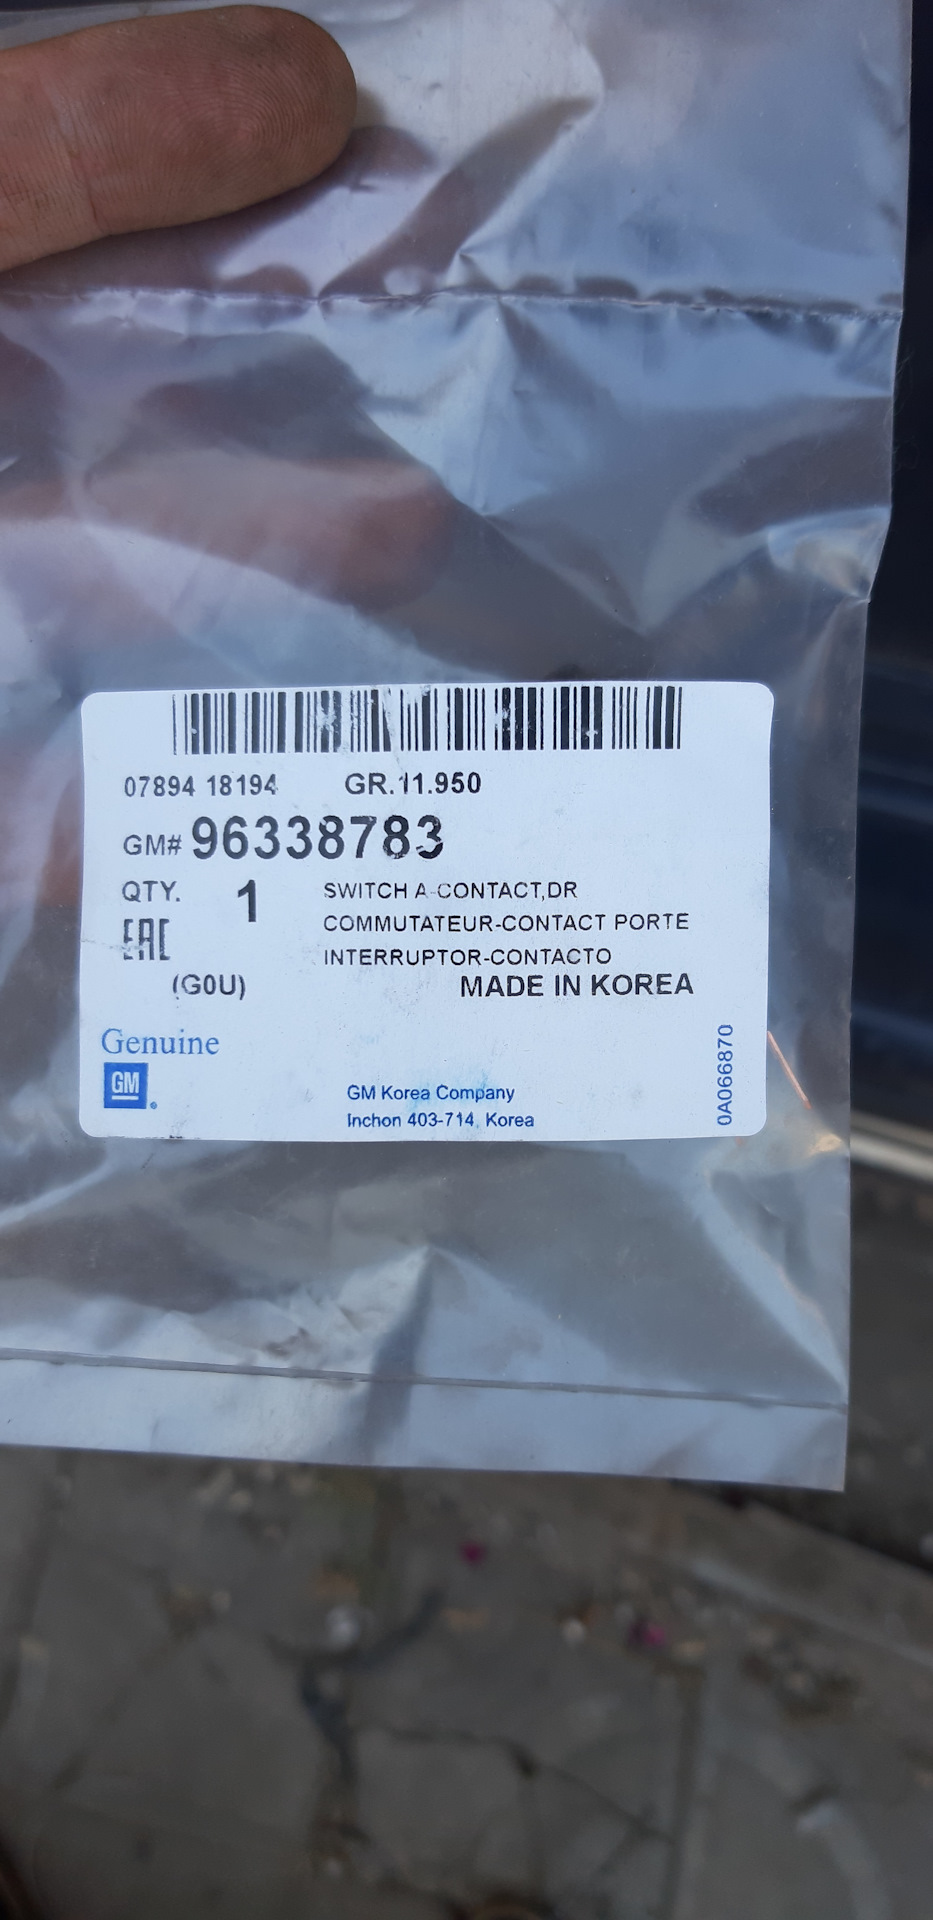 07894 18194 GR.11.950
GM# 96338783
QTY. 1 SWITCH A-CONTACT,DR
COMMUTATEUR-CONTACT PORTE
EAC
INTERRUPTOR-CONTACTO
(G0U) MADE IN KOREA
Genuine
GM
GM Korea Company
Inchon 403-714, Korea
0A066870